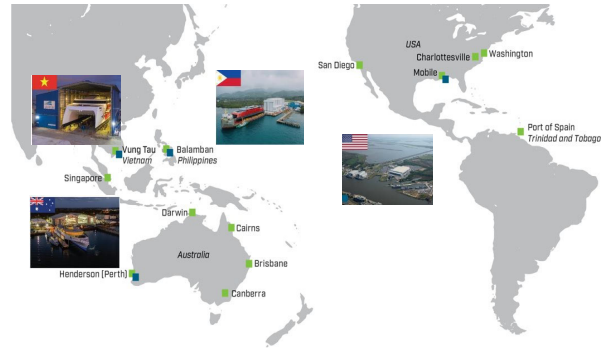 USA
Washington
Charlottesville
San Diego
Mobile
Port of Spain
Trinidad and Tobago
Vung Tau
Vietnam
Balamban
Philippines
Singapore
Darwin
Cairns
Australia
Brisbane
Henderson (Perth)
Canberra